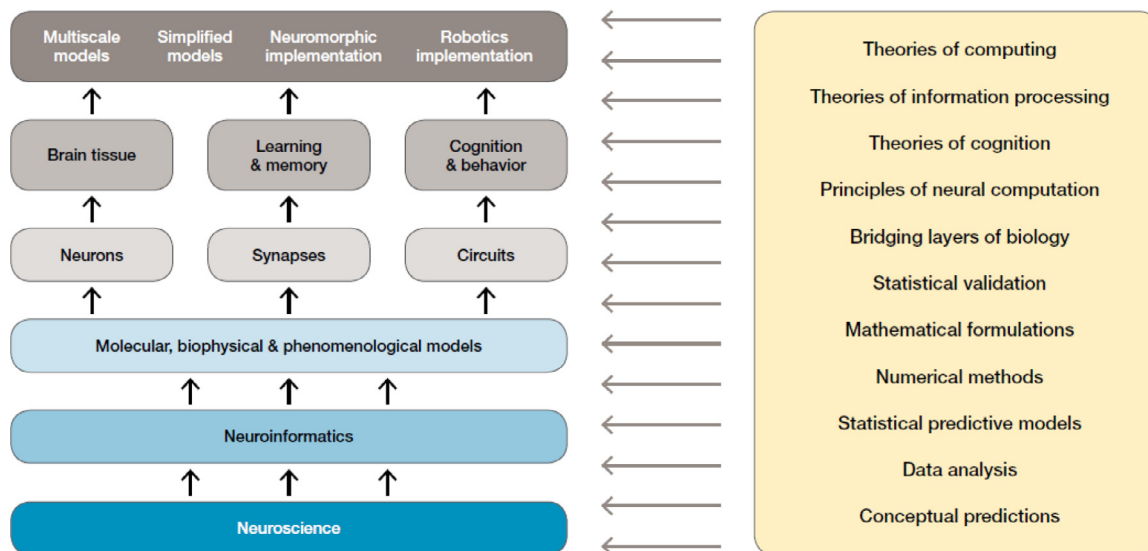 Multiscale
models
Simplified
models
Neuromorphic
implementation
Robotics
implementation
Brain tissue
Learning
& memory
Cognition
& behavior
Neurons
Synapses
Circuits
Molecular, biophysical & phenomenological models
Neuroinformatics
Neuroscience
Theories of computing
Theories of information processing
Theories of cognition
Principles of neural computation
Bridging layers of biology
Statistical validation
Mathematical formulations
Numerical methods
Statistical predictive models
Data analysis
Conceptual predictions